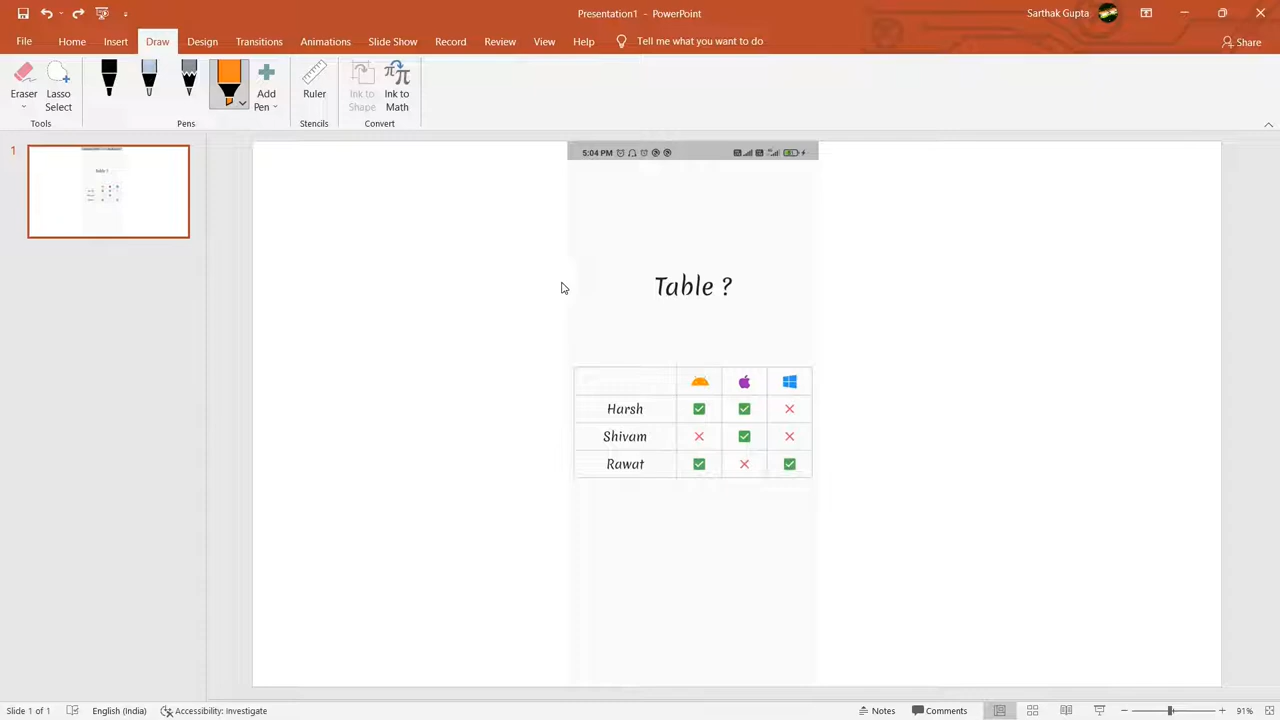 Presentation1 - PowerPoint
Sarthak Gupta
File Home Insert Draw Design Transitions Animations Slide Show Record Review View Help Tell me what you want to do
Share
Eraser
Lasso Select
Add Pen
Ruler
Ink to Shape
Ink to Math
Tools
Pens
Stencils
Convert
1
5:04 PM
Table ?
Harsh
Shivam
Rawat
Slide 1 of 1 English (India) Accessibility: Investigate Notes Comments 91%